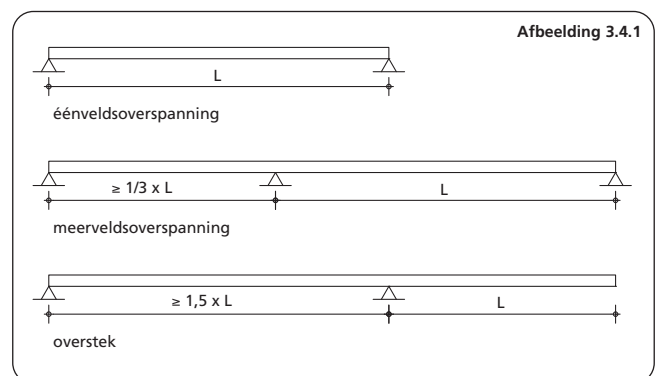 Afbeelding 3.4.1
L
éénveldsoverspanning
≥ 1/3 x L L
meerveldsoverspanning
≥ 1,5 x L L
overstek